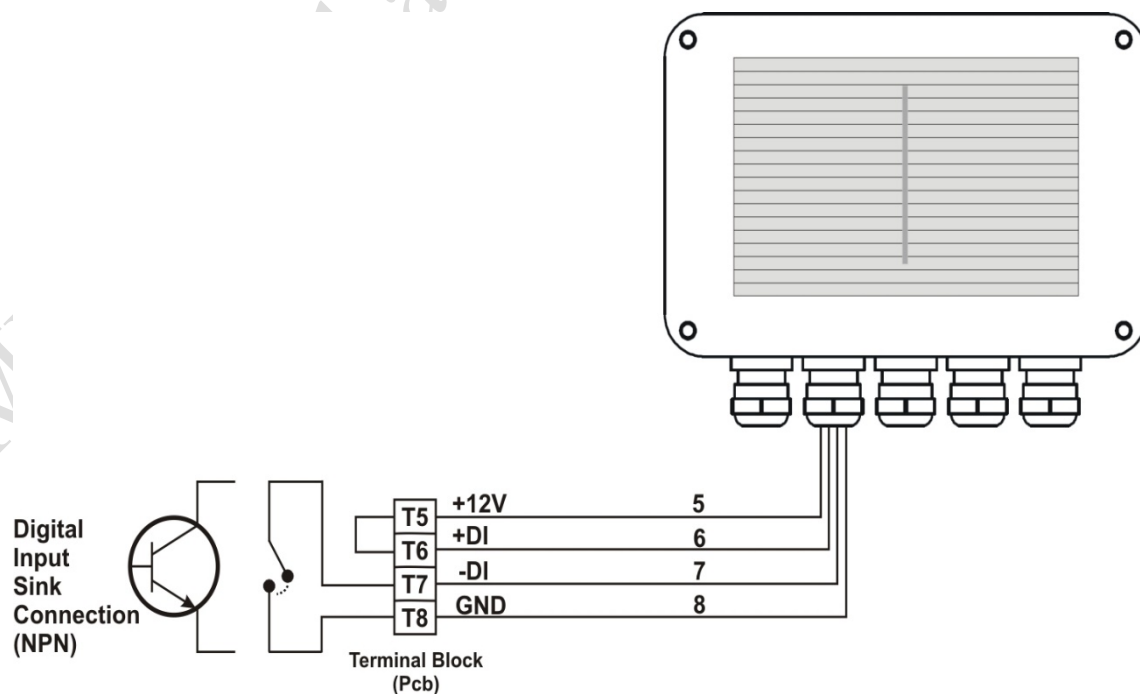 Digital
Input
Sink
Connection
(NPN)
T5 +12V 5
T6 +DI 6
T7 -DI 7
T8 GND 8
Terminal Block
(Pcb)